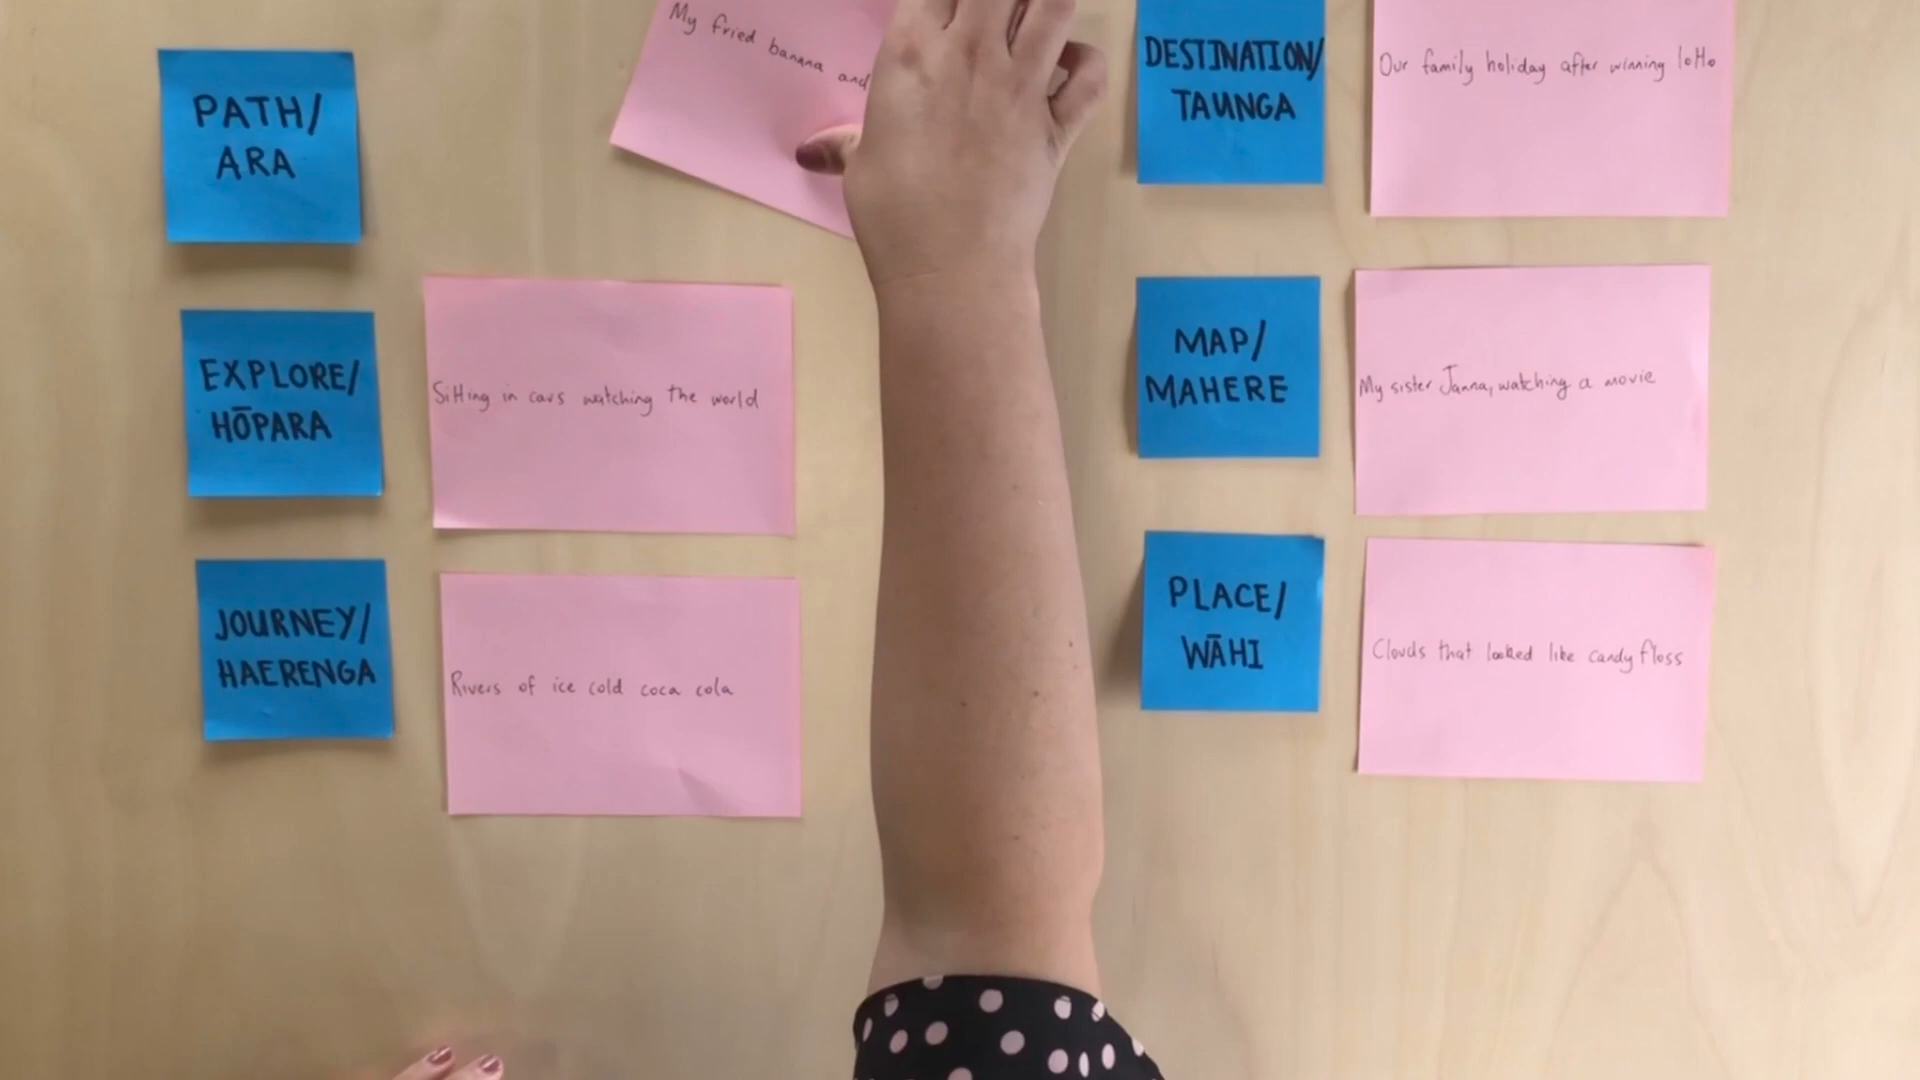 PATH/
ARA
My fried banana and
EXPLORE/
HŌPARA
Sitting in cars watching the world
JOURNEY/
HAERENGA
Rivers of ice cold coca cola
DESTINATION/
TAUNGA
Our family holiday after winning lotto
MAP/
MAHERE
My sister Janna, watching a movie
PLACE/
WĀHI
Clouds that looked like candy floss